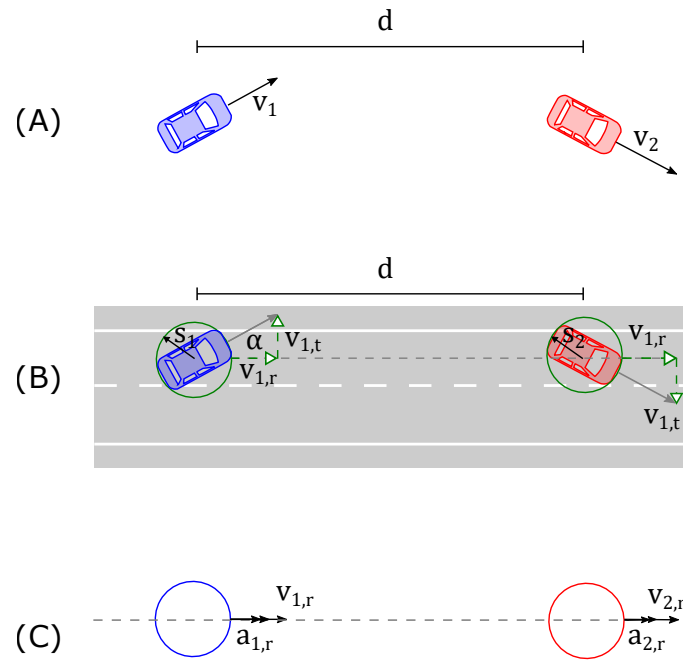 d
(A)
v1
v2
d
(B)
s1
α
v1,t
v1,r
s2
v1,r
v1,t
(C)
v1,r
a1,r
v2,r
a2,r